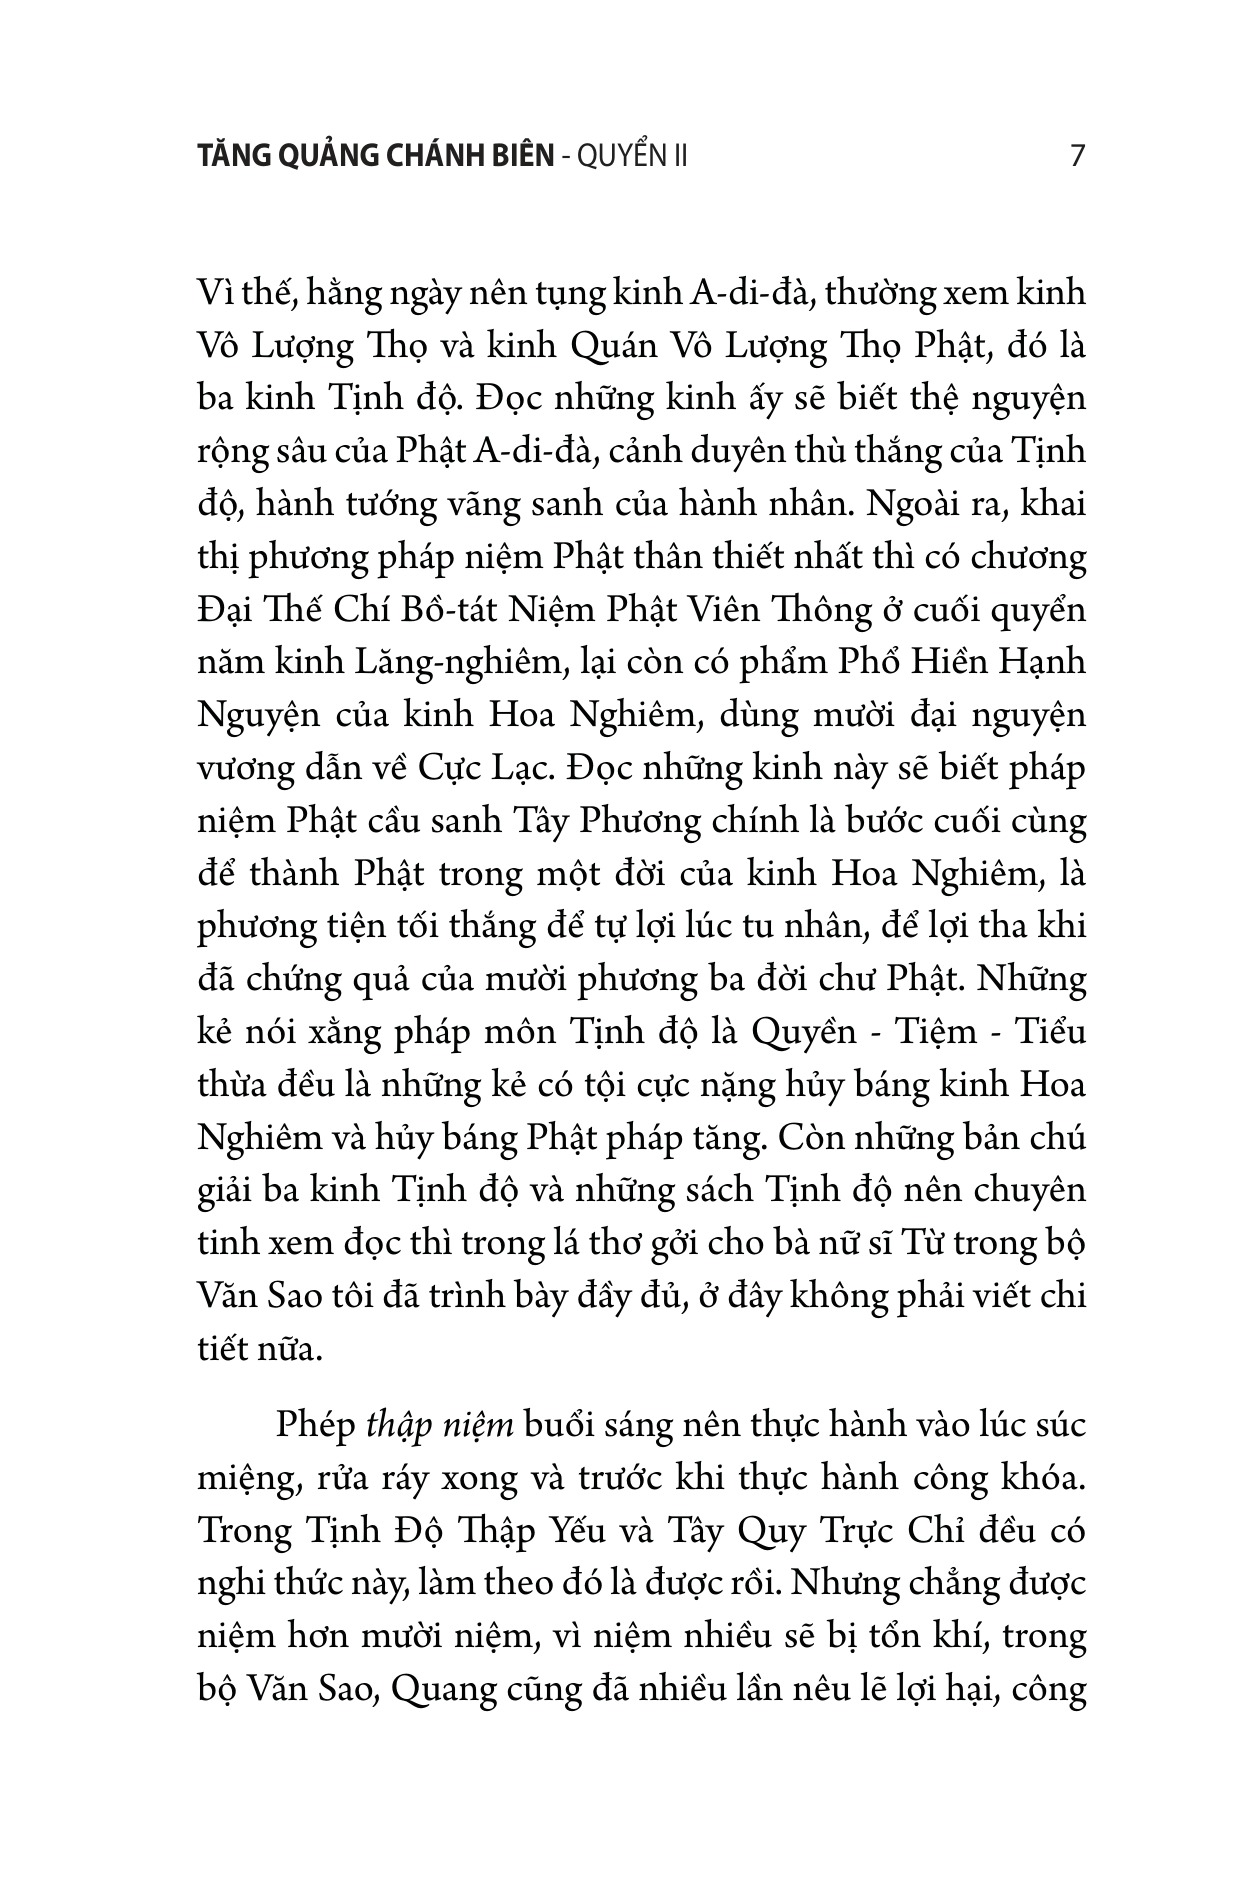 TĂNG QUẢNG CHÁNH BIÊN - QUYỂN II 7
Vì thế, hằng ngày nên tụng kinh A-di-đà, thường xem kinh
Vô Lượng Thọ và kinh Quán Vô Lượng Thọ Phật, đó là
ba kinh Tịnh độ. Đọc những kinh ấy sẽ biết thệ nguyện
rộng sâu của Phật A-di-đà, cảnh duyên thù thắng của Tịnh
độ, hành tướng vãng sanh của hành nhân. Ngoài ra, khai
thị phương pháp niệm Phật thân thiết nhất thì có chương
Đại Thế Chí Bồ-tát Niệm Phật Viên Thông ở cuối quyển
năm kinh Lăng-nghiêm, lại còn có phẩm Phổ Hiền Hạnh
Nguyện của kinh Hoa Nghiêm, dùng mười đại nguyện
vương dẫn về Cực Lạc. Đọc những kinh này sẽ biết pháp
niệm Phật cầu sanh Tây Phương chính là bước cuối cùng
để thành Phật trong một đời của kinh Hoa Nghiêm, là
phương tiện tối thắng để tự lợi lúc tu nhân, để lợi tha khi
đã chứng quả của mười phương ba đời chư Phật. Những
kẻ nói xằng pháp môn Tịnh độ là Quyền - Tiệm - Tiểu
thừa đều là những kẻ có tội cực nặng hủy báng kinh Hoa
Nghiêm và hủy báng Phật pháp tăng. Còn những bản chú
giải ba kinh Tịnh độ và những sách Tịnh độ nên chuyên
tinh xem đọc thì trong lá thơ gởi cho bà nữ sĩ Từ trong bộ
Văn Sao tôi đã trình bày đầy đủ, ở đây không phải viết chi
tiết nữa.
Phép thập niệm buổi sáng nên thực hành vào lúc súc
miệng, rửa ráy xong và trước khi thực hành công khóa.
Trong Tịnh Độ Thập Yếu và Tây Quy Trực Chỉ đều có
nghi thức này, làm theo đó là được rồi. Nhưng chẳng được
niệm hơn mười niệm, vì niệm nhiều sẽ bị tổn khí, trong
bộ Văn Sao, Quang cũng đã nhiều lần nêu lẽ lợi hại, công